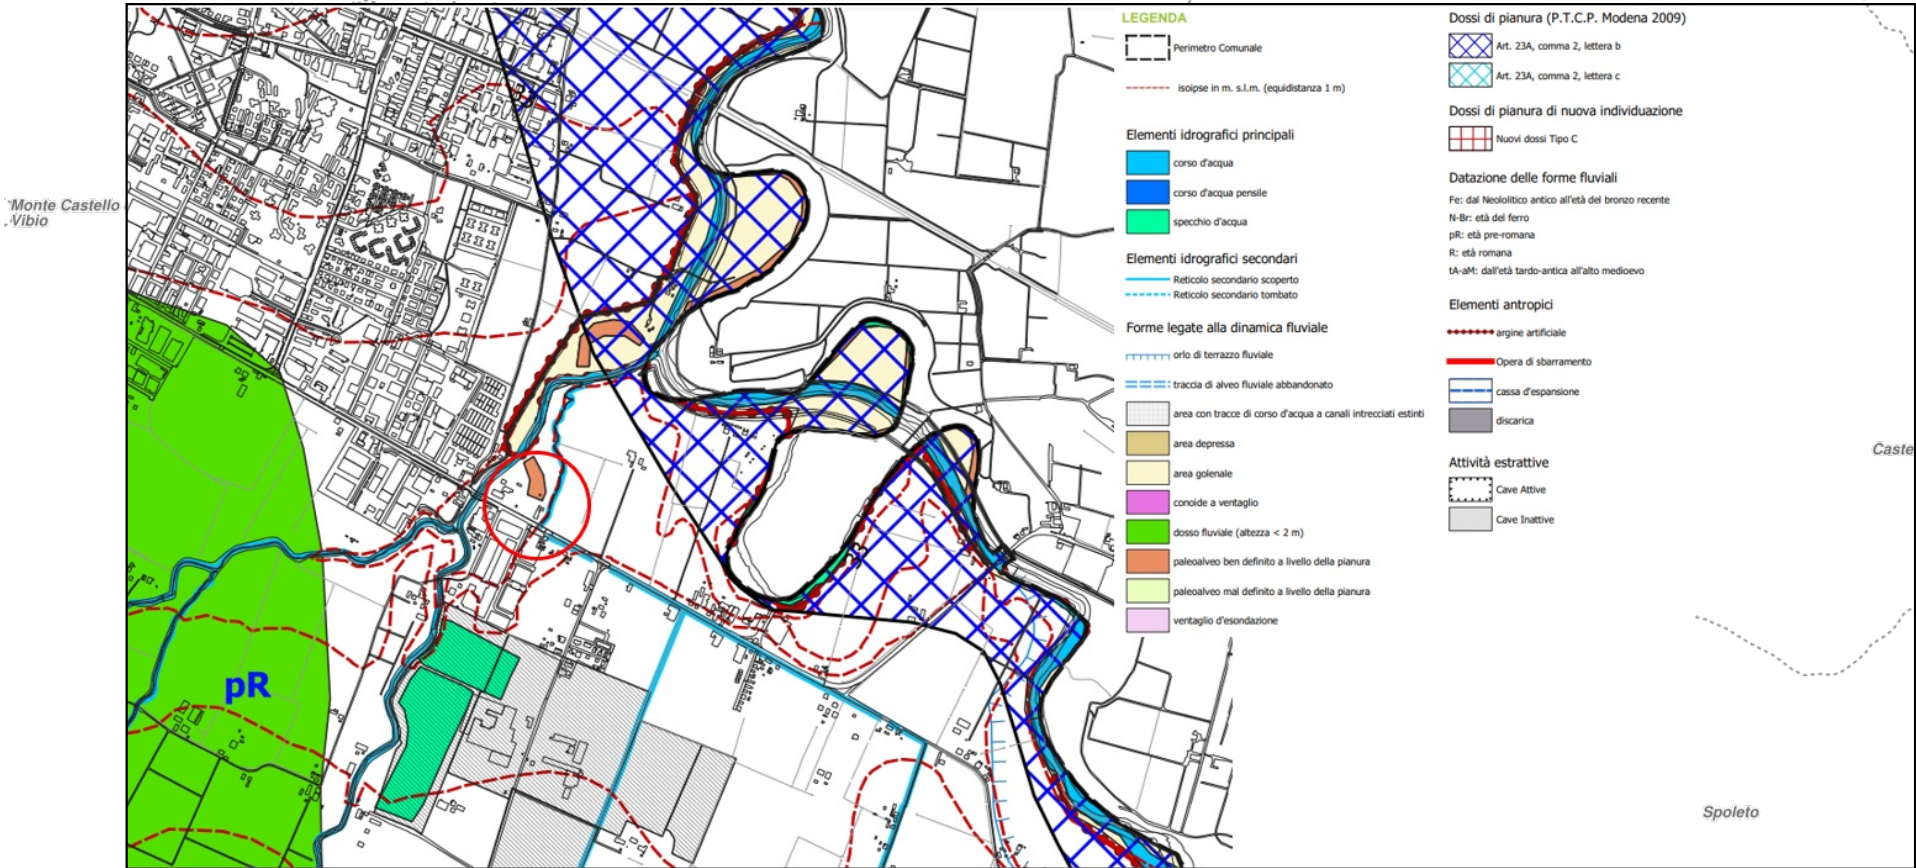 Monte Castello
Vibio
33
33
pR
LEGENDA
Perimetro Comunale
isoipse in m. s.l.m. (equidistanza 1 m)
Elementi idrografici principali
corso d'acqua
corso d'acqua pensile
specchio d'acqua
Elementi idrografici secondari
Reticolo secondario scoperto
Reticolo secondario tombato
Forme legate alla dinamica fluviale
orlo di terrazzo fluviale
traccia di alveo fluviale abbandonato
area con tracce di corso d'acqua a canali intrecciati estinti
area depressa
area golenale
conoide a ventaglio
dosso fluviale (altezza < 2 m)
paleoalveo ben definito a livello della pianura
paleoalveo mal definito a livello della pianura
ventaglio d'esondazione
Dossi di pianura (P.T.C.P. Modena 2009)
Art. 23A, comma 2, lettera b
Art. 23A, comma 2, lettera c
Dossi di pianura di nuova individuazione
Nuovi dossi Tipo C
Datazione delle forme fluviali
Fe: dal Neololitico antico all'età del bronzo recente
N-Br: età del ferro
pR: età pre-romana
R: età romana
tA-aM: dall'età tardo-antica all'alto medioevo
Elementi antropici
argine artificiale
Opera di sbarramento
cassa d'espansione
discarica
Attività estrattive
Cave Attive
Cave Inattive
Caste
Spoleto